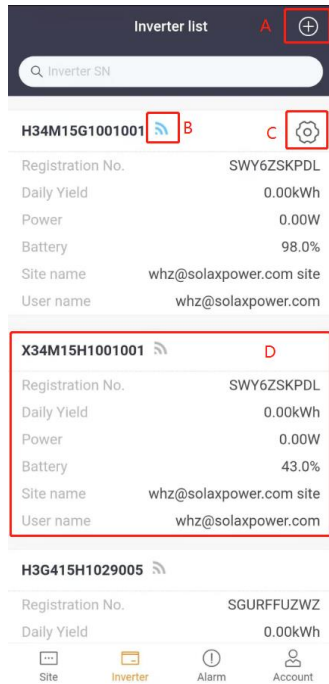 Inverter list A
Inverter SN
H34M15G1001001 B C
Registration No. SWY6ZSKPDL
Daily Yield 0.00kWh
Power 0.00W
Battery 98.0%
Site name whz@solaxpower.com site
User name whz@solaxpower.com
X34M15H1001001 D
Registration No. SWY6ZSKPDL
Daily Yield 0.00kWh
Power 0.00W
Battery 43.0%
Site name whz@solaxpower.com site
User name whz@solaxpower.com
H3G415H1029005
Registration No. SGURFFUZWZ
Daily Yield 0.00kWh
Site Inverter Alarm Account